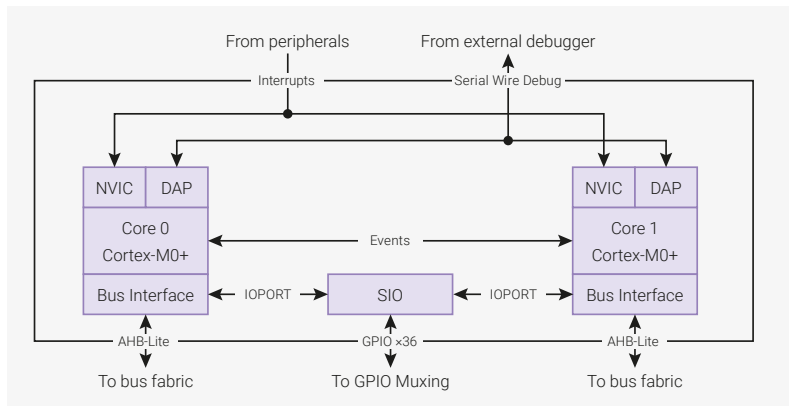 From peripherals
From external debugger
Interrupts
Serial Wire Debug
NVIC
DAP
NVIC
DAP
Core 0
Cortex-M0+
Core 1
Cortex-M0+
Events
Bus Interface
IOPORT
SIO
IOPORT
Bus Interface
AHB-Lite
GPIO ×36
AHB-Lite
To bus fabric
To GPIO Muxing
To bus fabric